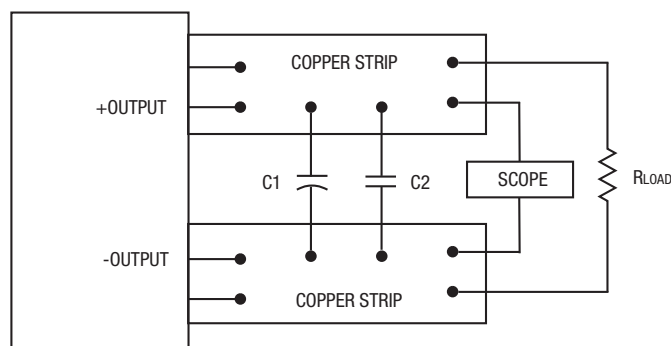 COPPER STRIP
+OUTPUT
C1
C2
SCOPE
RLOAD
-OUTPUT
COPPER STRIP